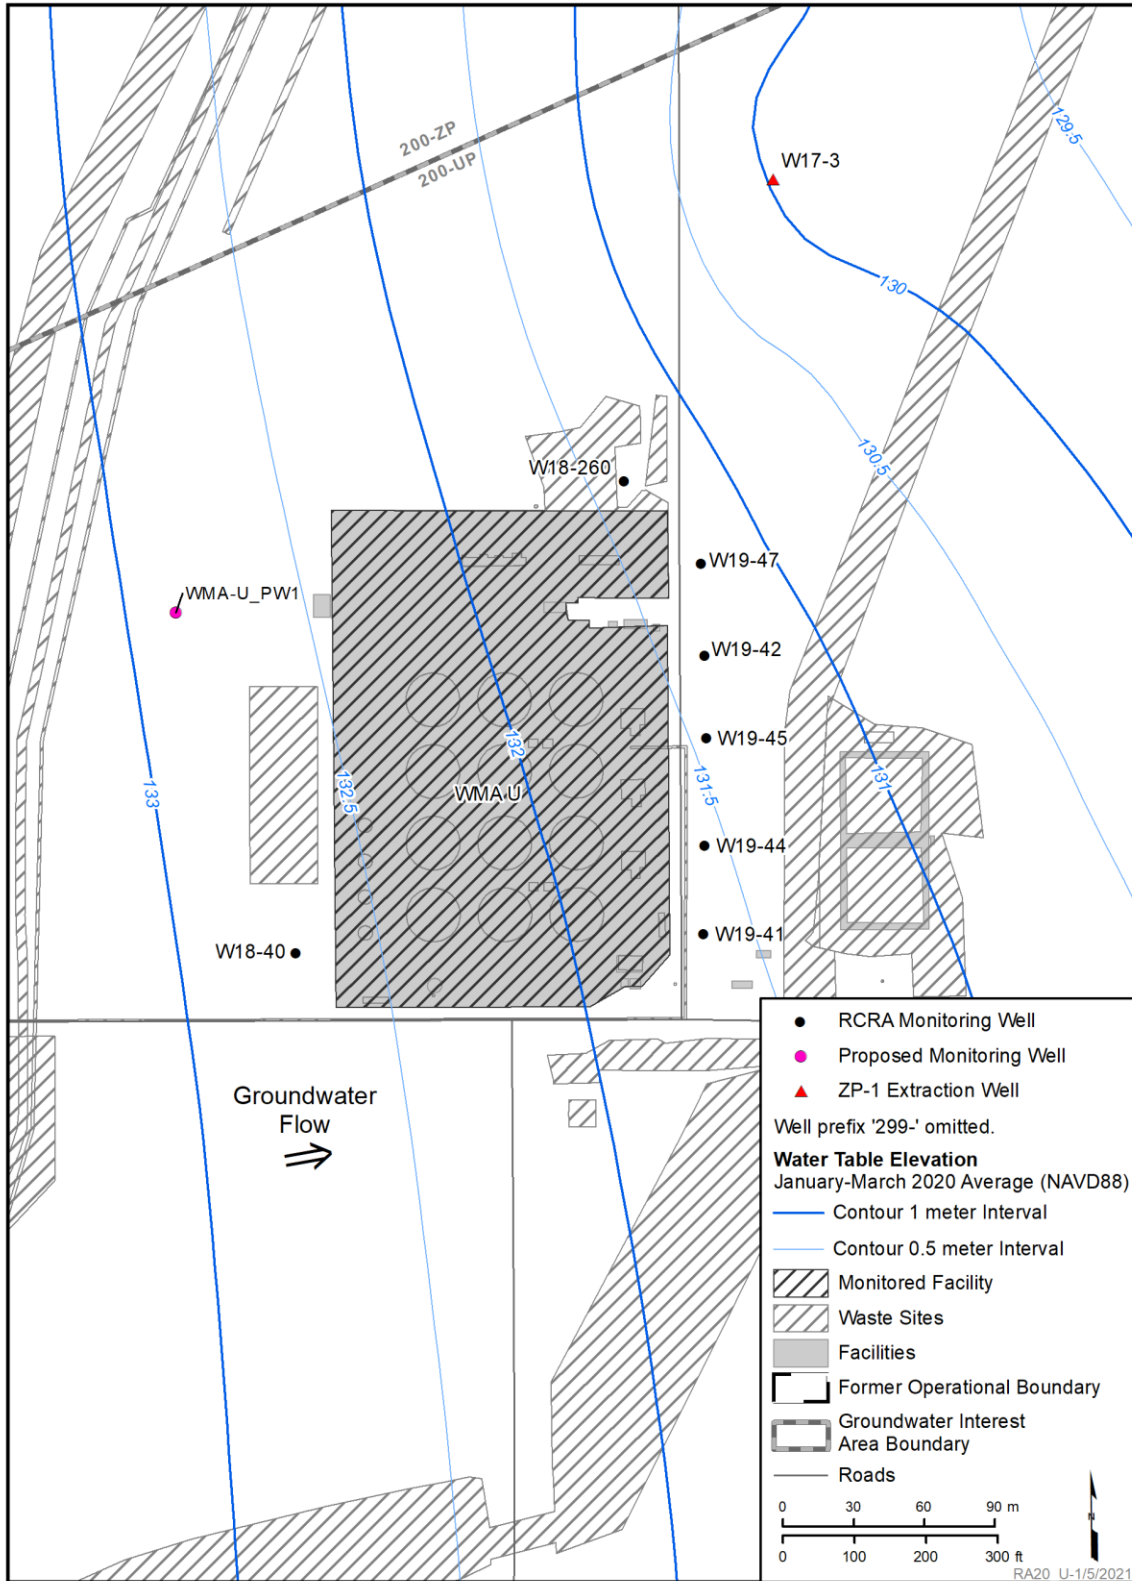 129.5
200-ZP
200-UP
W17-3
130
130.5
W18-260
W19-47
WMA-U_PW1
W19-42
132
W19-45
133
132.5
WMA U
131.5
131
W19-44
W19-41
W18-40
Groundwater
Flow
RCRA Monitoring Well
Proposed Monitoring Well
ZP-1 Extraction Well
Well prefix '299-' omitted.
Water Table Elevation
January-March 2020 Average (NAVD88)
Contour 1 meter Interval
Contour 0.5 meter Interval
Monitored Facility
Waste Sites
Facilities
Former Operational Boundary
Groundwater Interest
Area Boundary
Roads
0 30 60 90 m
0 100 200 300 ft
N
RA20_U-1/5/2021